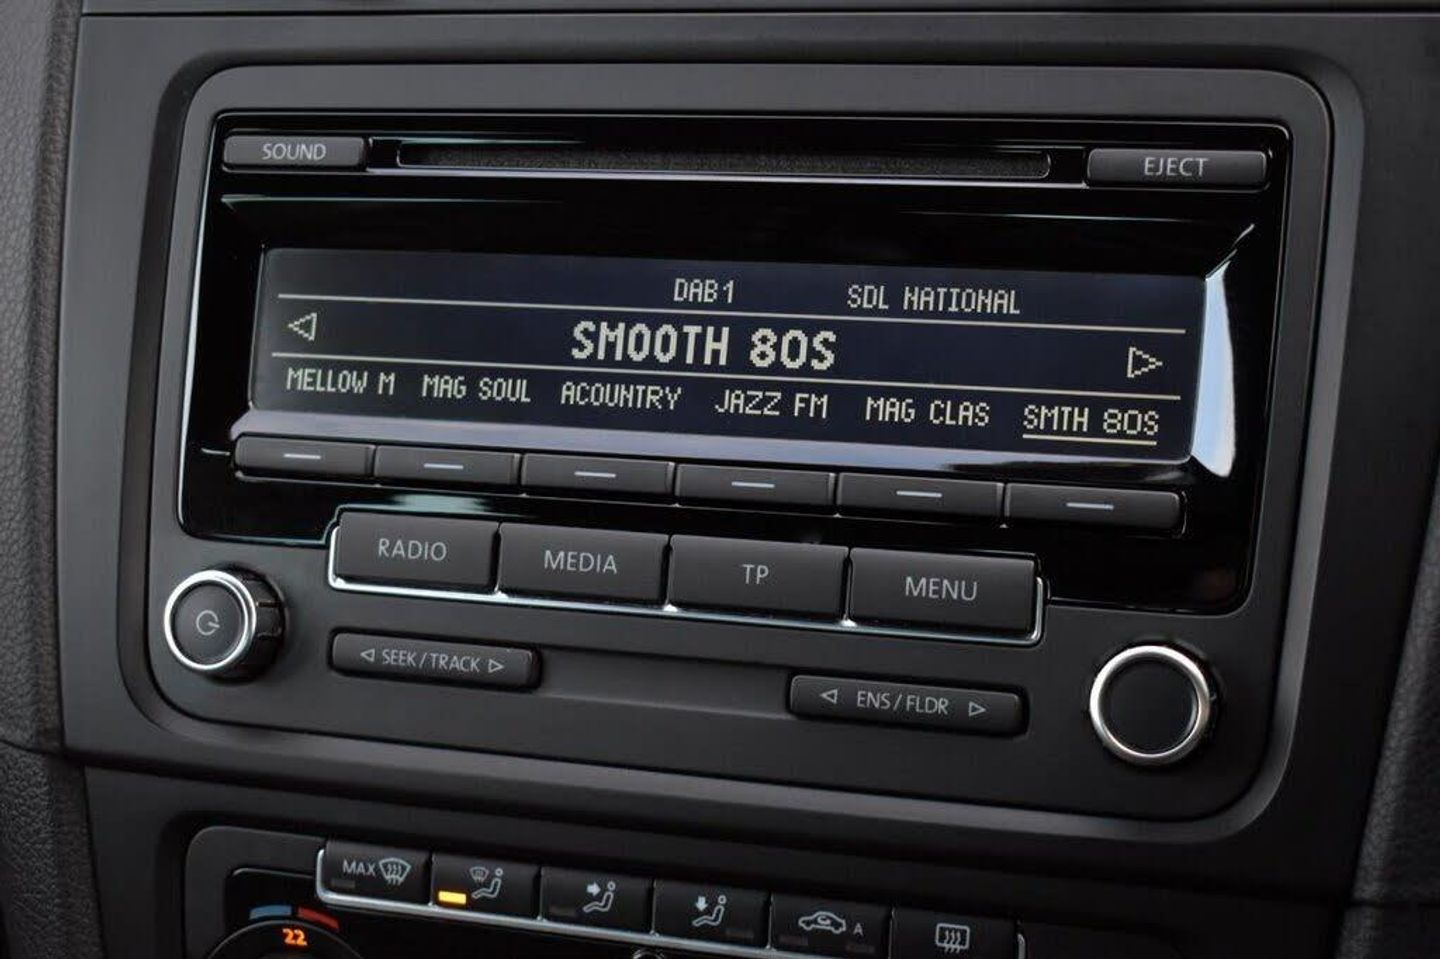 SOUND
EJECT
DAB1 SDL NATIONAL
SMOOTH 80S
MELLOW M MAG SOUL ACOUNTRY JAZZ FM MAG CLAS SMTH 80S
RADIO MEDIA TP MENU
SEEK/TRACK
ENS/FLDR
MAX
A
22